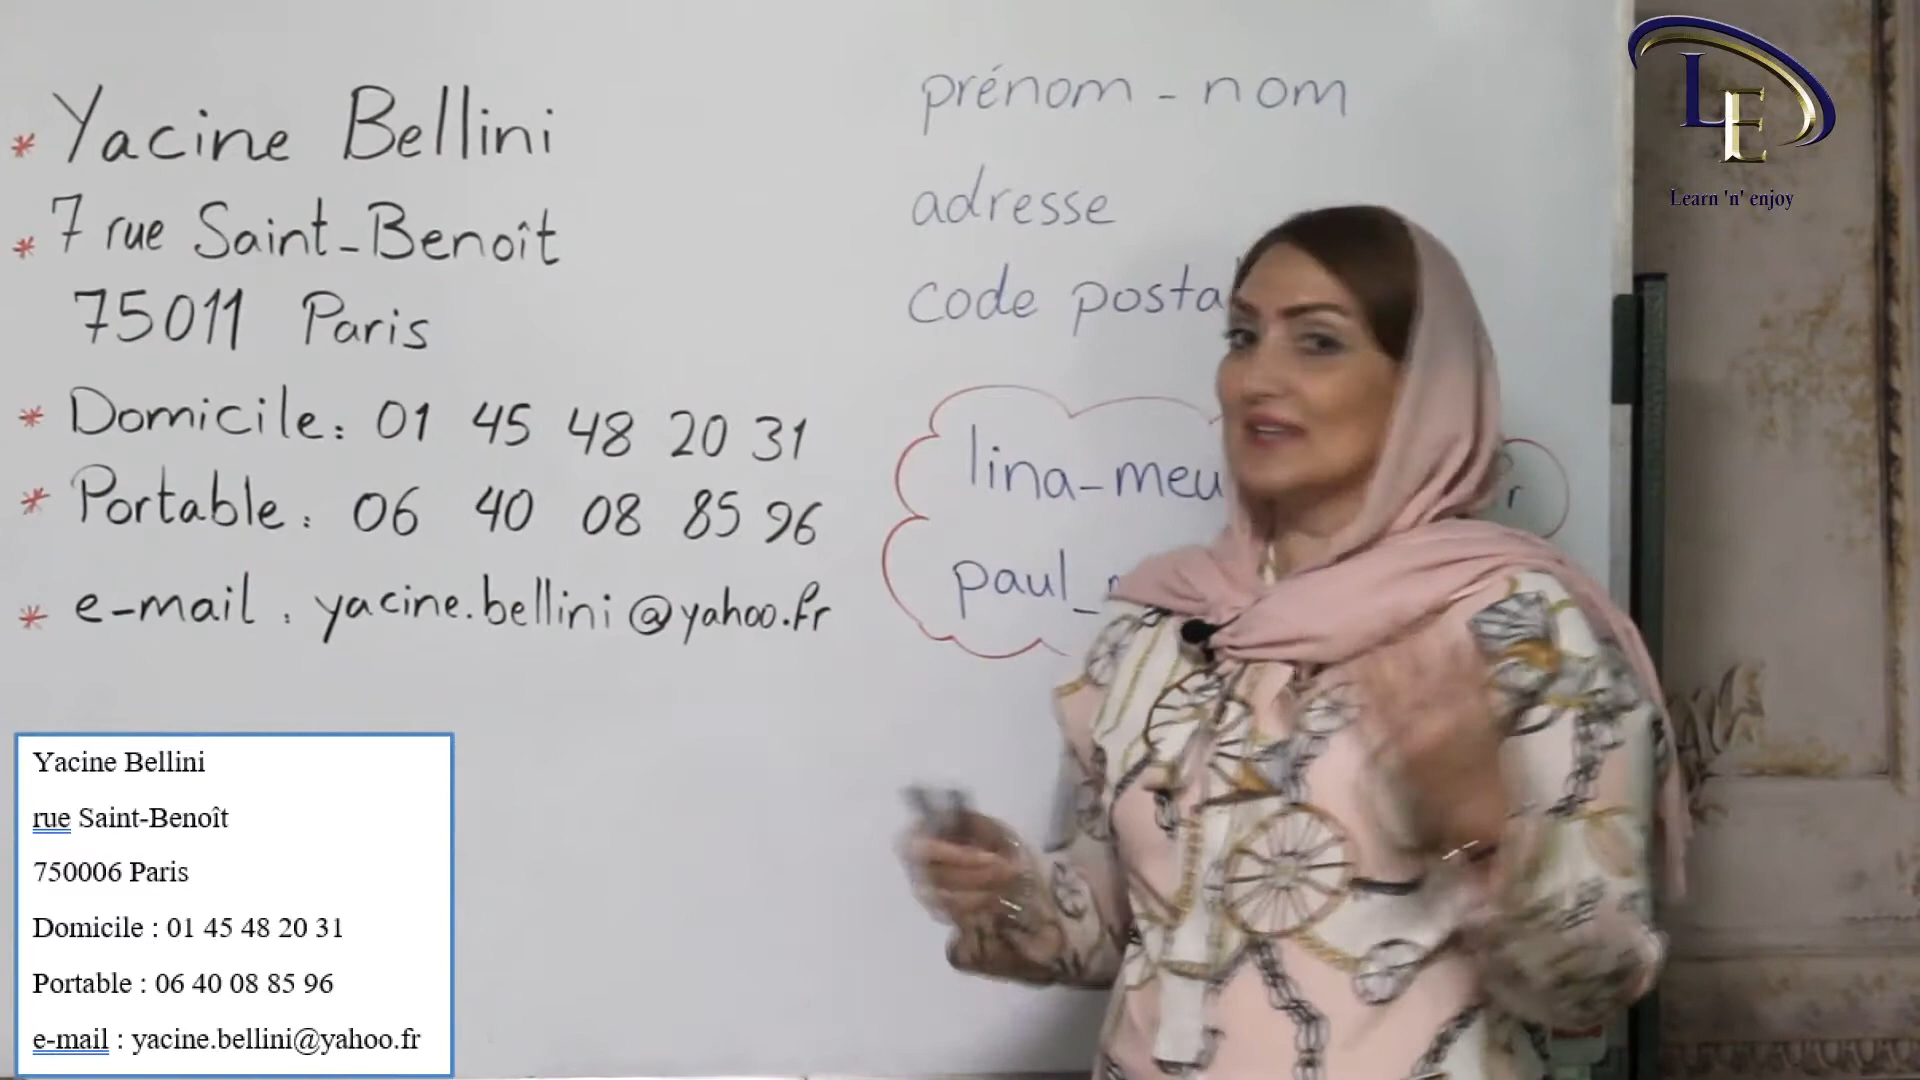 * Yacine Bellini
* 7 rue Saint-Benoît
75011 Paris
* Domicile: 01 45 48 20 31
* Portable: 06 40 08 85 96
* e-mail: yacine.bellini@yahoo.fr
prénom - nom
adresse
code
lina-
paul_
LE
Learn 'n' enjoy
Yacine Bellini
rue Saint-Benoît
750006 Paris
Domicile : 01 45 48 20 31
Portable : 06 40 08 85 96
e-mail : yacine.bellini@yahoo.fr